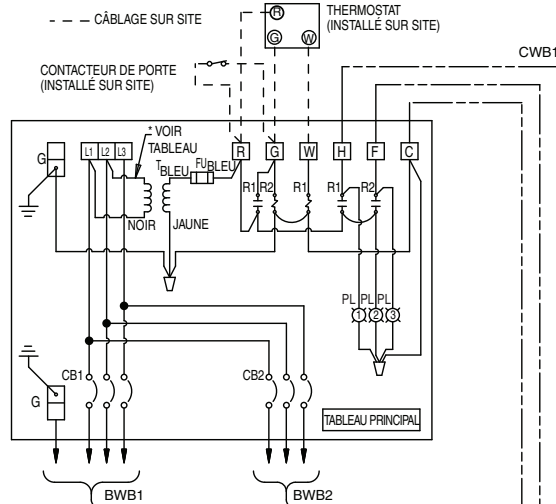 CÂBLAGE SUR SITE
THERMOSTAT
(INSTALLÉ SUR SITE)
R
G W
CONTACTEUR DE PORTE
(INSTALLÉ SUR SITE)
CWB1
* VOIR
TABLEAU
G
L1 L2 L3
R G W H F C
T BLEU FU BLEU
R1 R2 R1 R1 R2
NOIR JAUNE
PL PL PL
1 2 3
CB1 CB2
G
TABLEAU PRINCIPAL
BWB1 BWB2